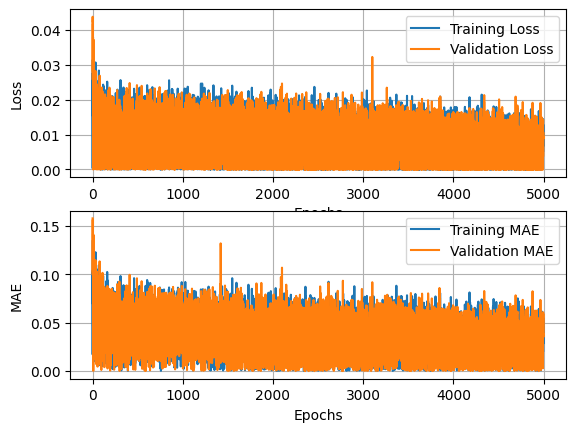 0.04
0.03
0.02
0.01
0.00
Loss
Training Loss
Validation Loss
0 1000 2000 3000 4000 5000
Epochs
0.15
0.10
0.05
0.00
MAE
Training MAE
Validation MAE
0 1000 2000 3000 4000 5000
Epochs